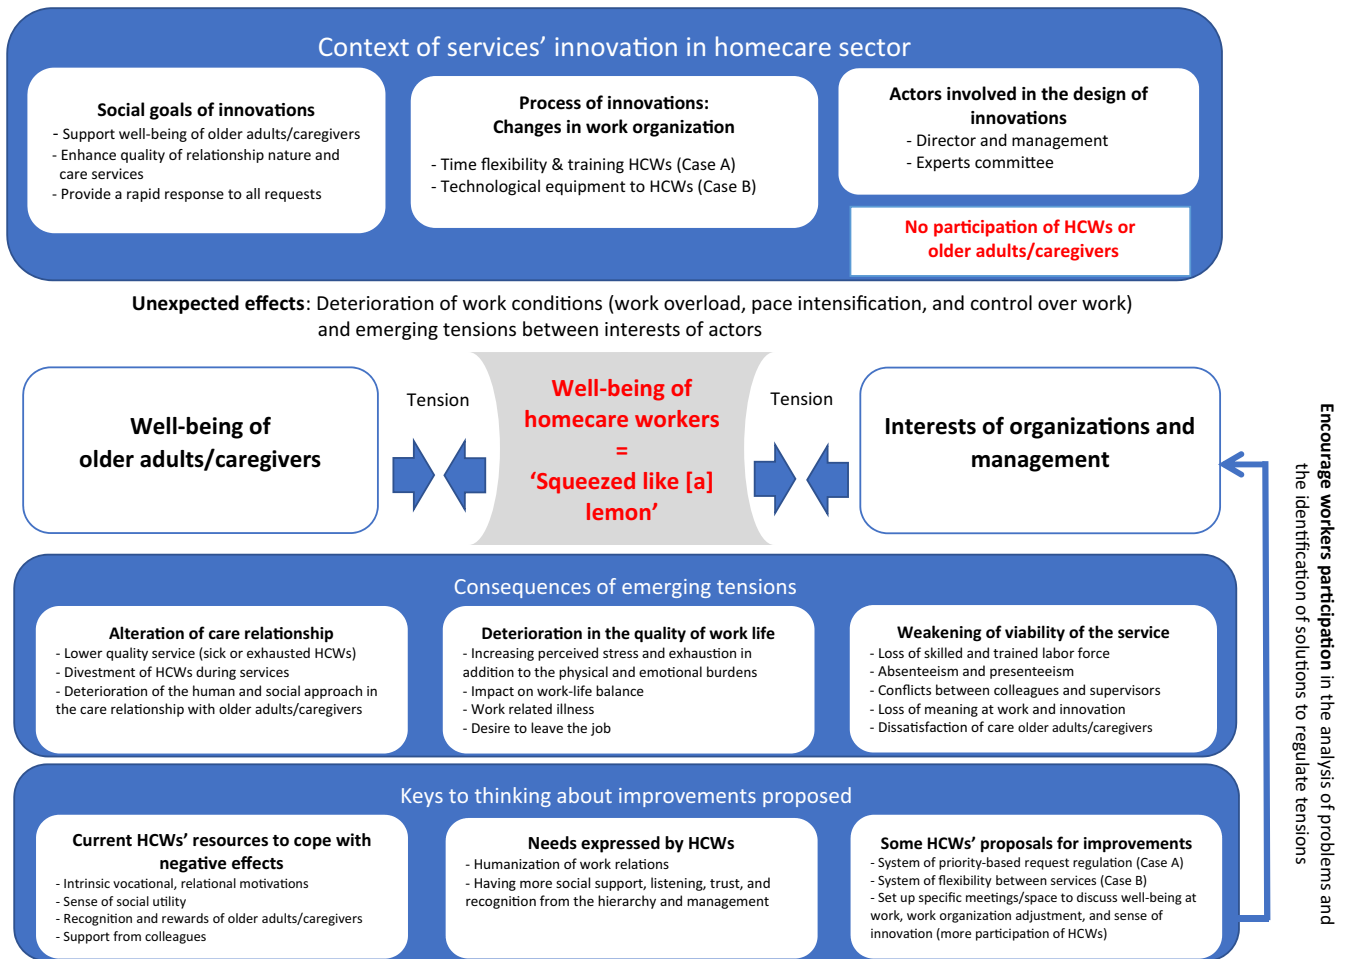 Context of services' innovation in homecare sector
Social goals of innovations
- Support well-being of older adults/caregivers
- Enhance quality of relationship nature and
care services
- Provide a rapid response to all requests
Process of innovations:
Changes in work organization
- Time flexibility & training HCWs (Case A)
- Technological equipment to HCWs (Case B)
Actors involved in the design of
innovations
- Director and management
- Experts committee
No participation of HCWs or
older adults/caregivers
Unexpected effects: Deterioration of work conditions (work overload, pace intensification, and control over work)
and emerging tensions between interests of actors
Well-being of
older adults/caregivers
Tension
Well-being of
homecare workers
=
‘Squeezed like [a]
lemon’
Tension
Interests of organizations and
management
Consequences of emerging tensions
Alteration of care relationship
- Lower quality service (sick or exhausted HCWs)
- Divestment of HCWs during services
- Deterioration of the human and social approach in
the care relationship with older adults/caregivers
Deterioration in the quality of work life
- Increasing perceived stress and exhaustion in
addition to the physical and emotional burdens
- Impact on work-life balance
- Work related illness
- Desire to leave the job
Weakening of viability of the service
- Loss of skilled and trained labor force
- Absenteeism and presenteeism
- Conflicts between colleagues and supervisors
- Loss of meaning at work and innovation
- Dissatisfaction of care older adults/caregivers
Keys to thinking about improvements proposed
Current HCWs’ resources to cope with
negative effects
- Intrinsic vocational, relational motivations
- Sense of social utility
- Recognition and rewards of older adults/caregivers
- Support from colleagues
Needs expressed by HCWs
- Humanization of work relations
- Having more social support, listening, trust, and
recognition from the hierarchy and management
Some HCWs’ proposals for improvements
- System of priority-based request regulation (Case A)
- System of flexibility between services (Case B)
- Set up specific meetings/space to discuss well-being at
work, work organization adjustment, and sense of
innovation (more participation of HCWs)
Encourage workers participation in the analysis of problems and
the identification of solutions to regulate tensions